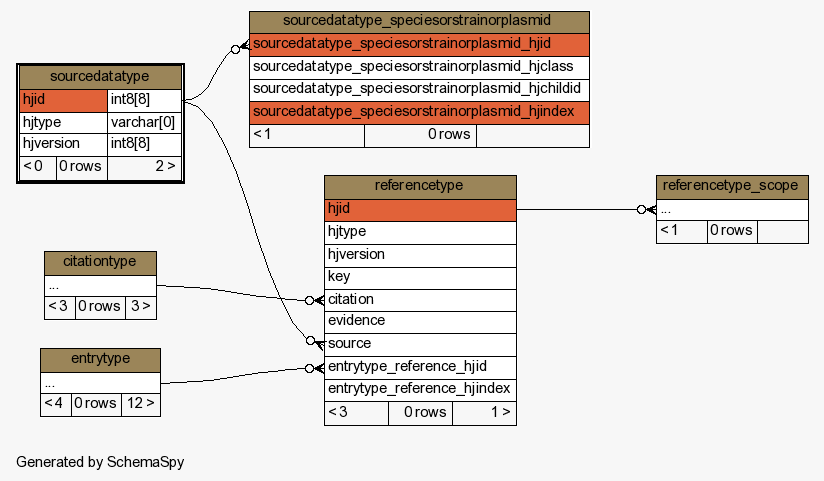 sourcedatatype_speciesorstrainorplasmid
sourcedatatype_speciesorstrainorplasmid_hjid
sourcedatatype_speciesorstrainorplasmid_hjclass
sourcedatatype_speciesorstrainorplasmid_hjchildid
sourcedatatype_speciesorstrainorplasmid_hjindex
< 1 0 rows
sourcedatatype
hjid int8[8]
hjtype varchar[0]
hjversion int8[8]
< 0 0 rows 2 >
referencetype
hjid
hjtype
hjversion
key
citation
evidence
source
entrytype_reference_hjid
entrytype_reference_hjindex
< 3 0 rows 1 >
referencetype_scope
...
< 1 0 rows
citationtype
...
< 3 0 rows 3 >
entrytype
...
< 4 0 rows 12 >
Generated by SchemaSpy